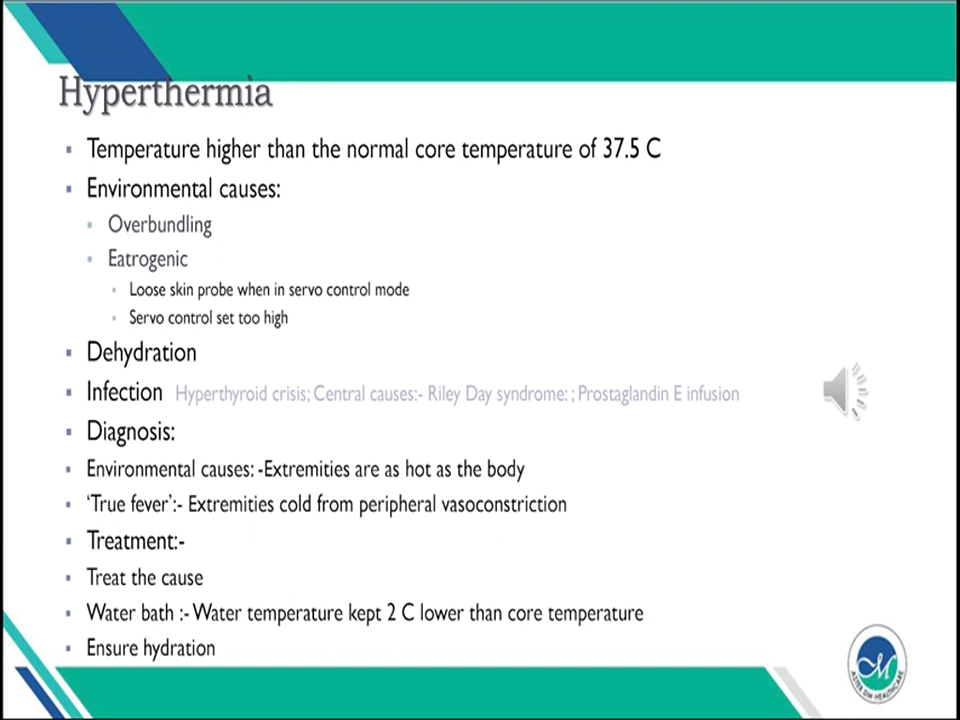 Hyperthermia
Temperature higher than the normal core temperature of 37.5 C
Environmental causes:
Overbundling
Eatrogenic
Loose skin probe when in servo control mode
Servo control set too high
Dehydration
Infection Hyperthyroid crisis; Central causes:- Riley Day syndrome: ; Prostaglandin E infusion
Diagnosis:
Environmental causes: -Extremities are as hot as the body
‘True fever’:- Extremities cold from peripheral vasoconstriction
Treatment:-
Treat the cause
Water bath :- Water temperature kept 2 C lower than core temperature
Ensure hydration
ASTER DM HEALTHCARE